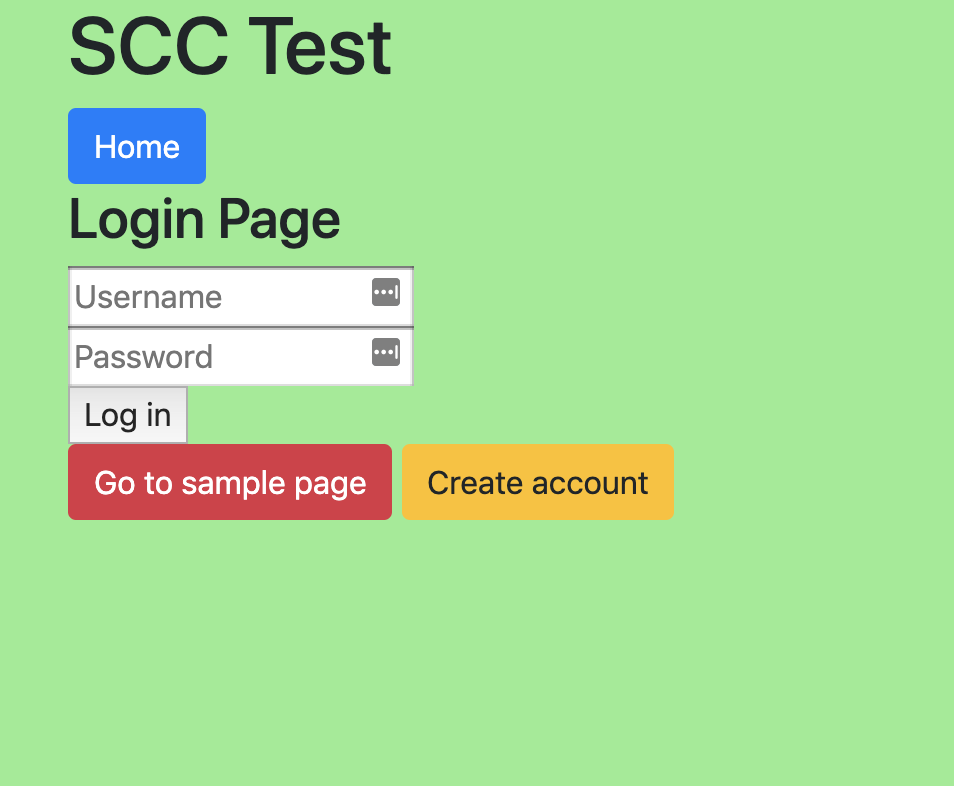 SCC Test
Home
Login Page
Username
Password
Log in
Go to sample page Create account